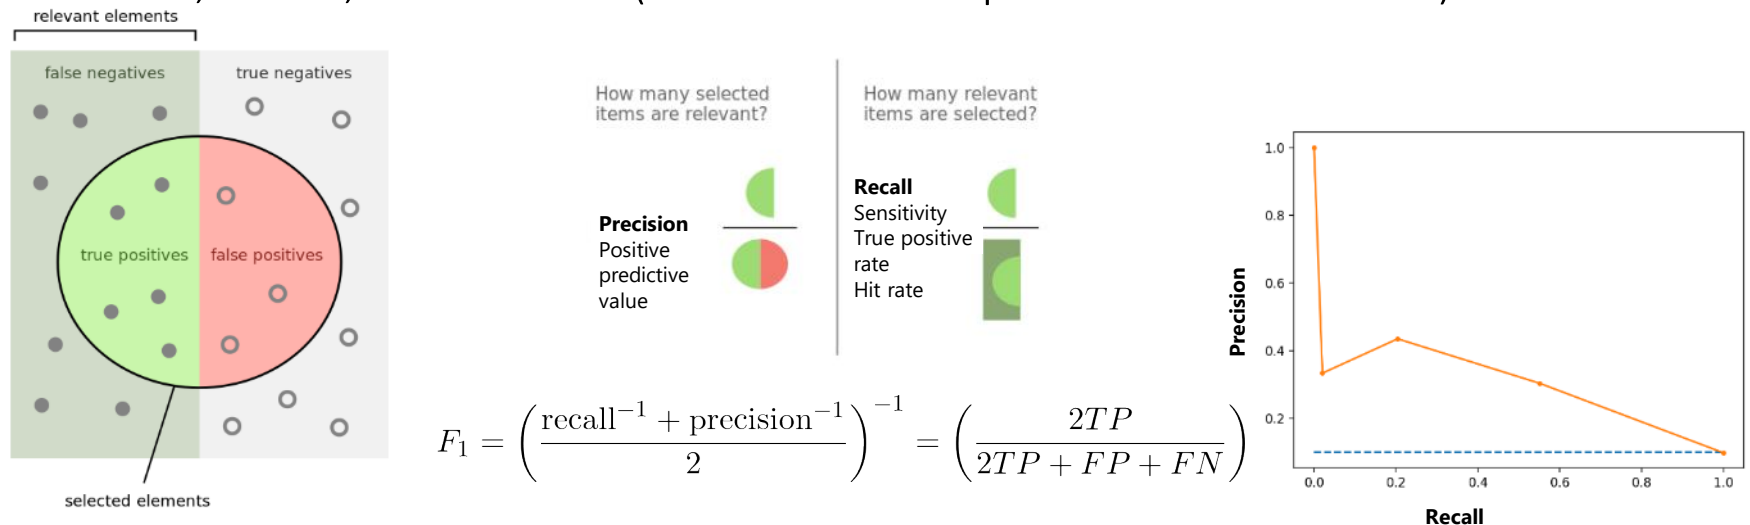 relevant elements
false negatives
true negatives
true positives
false positives
selected elements
How many selected
items are relevant?
Precision
Positive
predictive
value
How many relevant
items are selected?
Recall
Sensitivity
True positive
rate
Hit rate
F₁ = ( (recall⁻¹ + precision⁻¹) / 2 )⁻¹ = ( 2TP / (2TP + FP + FN) )
Precision
1.0
0.8
0.6
0.4
0.2
0.0 0.2 0.4 0.6 0.8 1.0
Recall